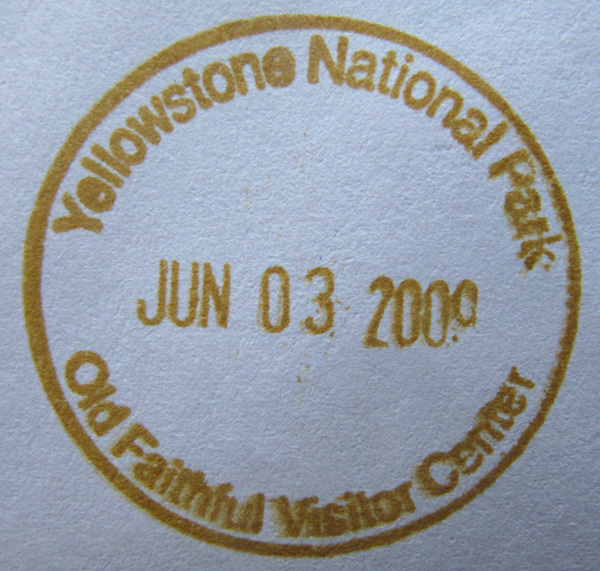 Yellowstone National Park
JUN 03 2009
Old Faithful Visitor Center